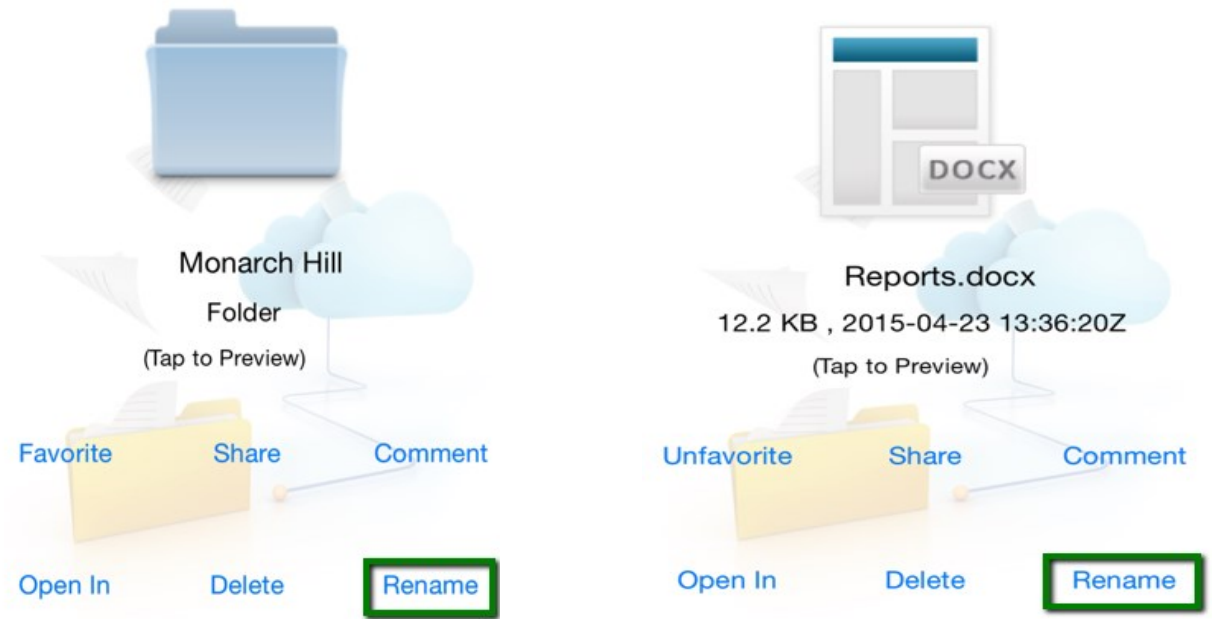 Monarch Hill
Folder
(Tap to Preview)
Favorite Share Comment
Open In Delete Rename
DOCX
Reports.docx
12.2 KB , 2015-04-23 13:36:20Z
(Tap to Preview)
Unfavorite Share Comment
Open In Delete Rename